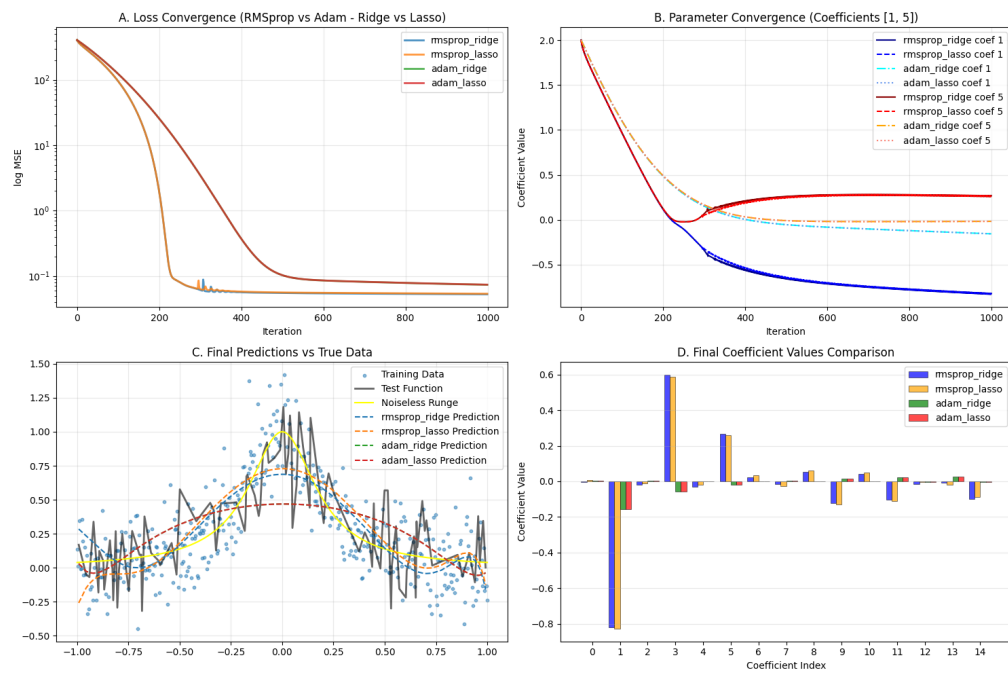 A. Loss Convergence (RMSprop vs Adam - Ridge vs Lasso)
rmsprop_ridge
rmsprop_lasso
adam_ridge
adam_lasso
log MSE
10²
10¹
10⁰
10⁻¹
0 200 400 600 800 1000
Iteration
B. Parameter Convergence (Coefficients [1, 5])
rmsprop_ridge coef 1
rmsprop_lasso coef 1
adam_ridge coef 1
adam_lasso coef 1
rmsprop_ridge coef 5
rmsprop_lasso coef 5
adam_ridge coef 5
adam_lasso coef 5
Coefficient Value
2.0
1.5
1.0
0.5
0.0
−0.5
0 200 400 600 800 1000
Iteration
C. Final Predictions vs True Data
Training Data
Test Function
Noiseless Runge
rmsprop_ridge Prediction
rmsprop_lasso Prediction
adam_ridge Prediction
adam_lasso Prediction
1.50
1.25
1.00
0.75
0.50
0.25
0.00
−0.25
−0.50
−1.00 −0.75 −0.50 −0.25 0.00 0.25 0.50 0.75 1.00
D. Final Coefficient Values Comparison
rmsprop_ridge
rmsprop_lasso
adam_ridge
adam_lasso
Coefficient Value
0.6
0.4
0.2
0.0
−0.2
−0.4
−0.6
−0.8
0 1 2 3 4 5 6 7 8 9 10 11 12 13 14
Coefficient Index